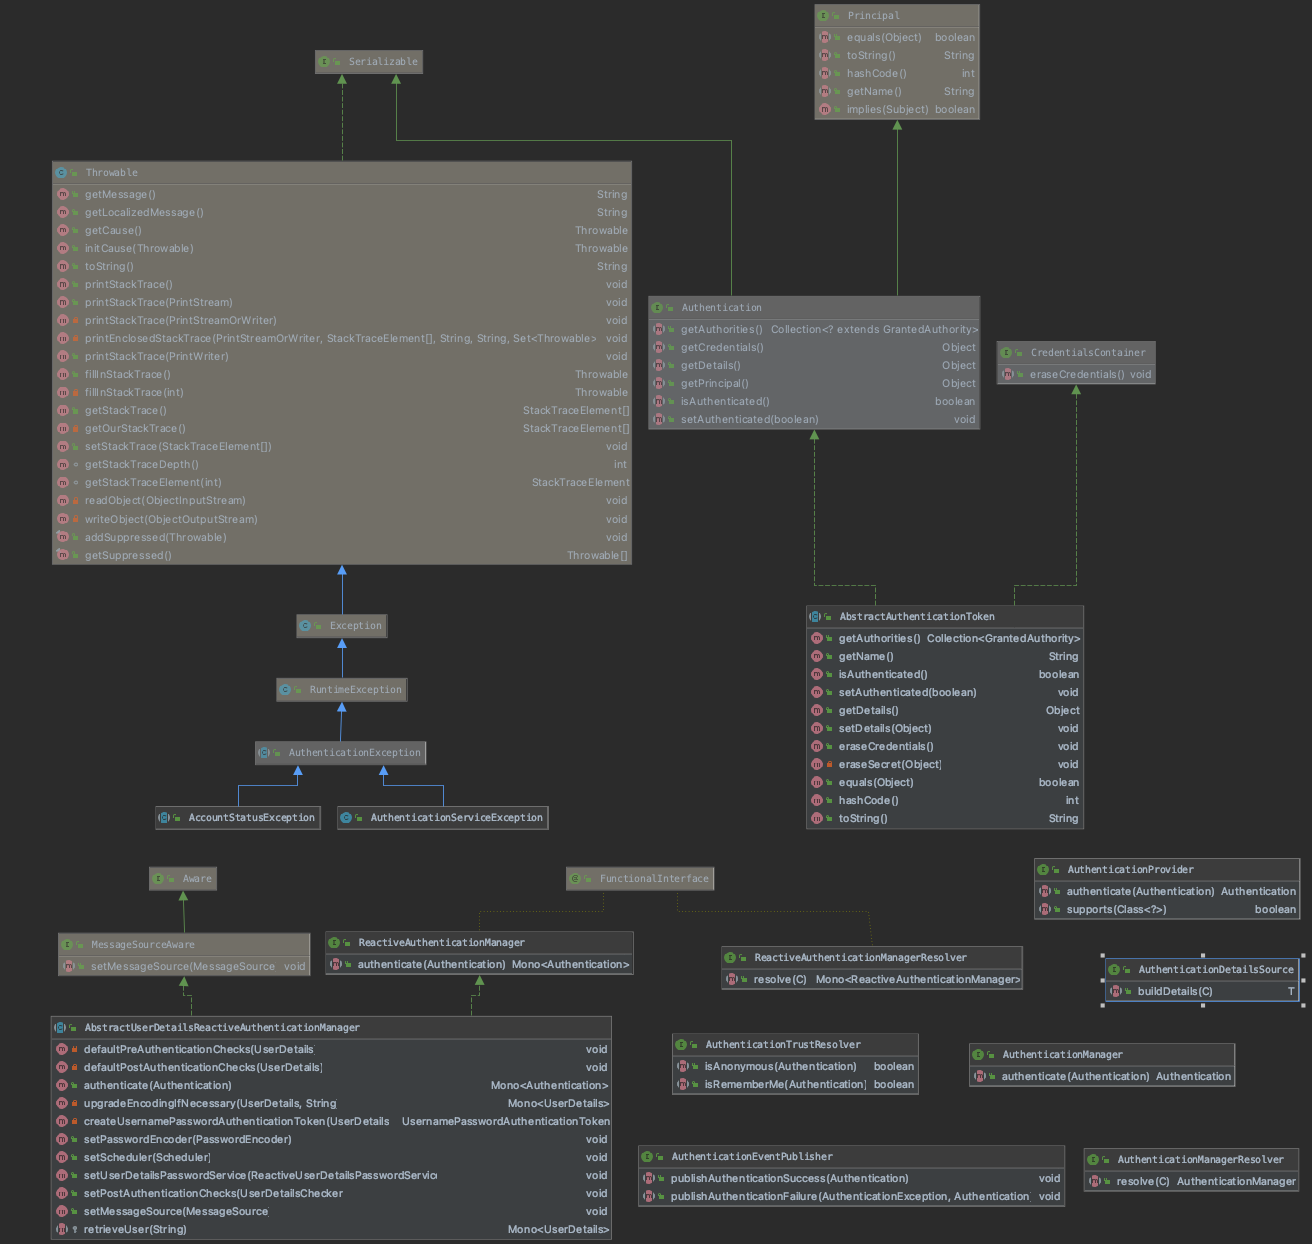 Principal
equals(Object) boolean
toString() String
hashCode() int
getName() String
implies(Subject) boolean
Serializable
Throwable
getMessage() String
getLocalizedMessage() String
getCause() Throwable
initCause(Throwable) Throwable
toString() String
printStackTrace() void
printStackTrace(PrintStream) void
printStackTrace(PrintStreamOrWriter) void
printEnclosedStackTrace(PrintStreamOrWriter, StackTraceElement[], String, String, Set<Throwable> void
printStackTrace(PrintWriter) void
fillInStackTrace() Throwable
fillInStackTrace(int) Throwable
getStackTrace() StackTraceElement[]
getOurStackTrace() StackTraceElement[]
setStackTrace(StackTraceElement[]) void
getStackTraceDepth() int
getStackTraceElement(int) StackTraceElement
readObject(ObjectInputStream) void
writeObject(ObjectOutputStream) void
addSuppressed(Throwable) void
getSuppressed() Throwable[]
Authentication
getAuthorities() Collection<? extends GrantedAuthority>
getCredentials() Object
getDetails() Object
getPrincipal() Object
isAuthenticated() boolean
setAuthenticated(boolean) void
CredentialsContainer
eraseCredentials() void
Exception
RuntimeException
AuthenticationException
AccountStatusException
AuthenticationServiceException
AbstractAuthenticationToken
getAuthorities() Collection<GrantedAuthority>
getName() String
isAuthenticated() boolean
setAuthenticated(boolean) void
getDetails() Object
setDetails(Object) void
eraseCredentials() void
eraseSecret(Object) void
equals(Object) boolean
hashCode() int
toString() String
Aware
FunctionalInterface
AuthenticationProvider
authenticate(Authentication) Authentication
supports(Class<?>) boolean
MessageSourceAware
setMessageSource(MessageSource void
ReactiveAuthenticationManager
authenticate(Authentication) Mono<Authentication>
ReactiveAuthenticationManagerResolver
resolve(C) Mono<ReactiveAuthenticationManager>
AuthenticationDetailsSource
buildDetails(C) T
AbstractUserDetailsReactiveAuthenticationManager
defaultPreAuthenticationChecks(UserDetails void
defaultPostAuthenticationChecks(UserDetails) void
authenticate(Authentication) Mono<Authentication>
upgradeEncodingIfNecessary(UserDetails, String Mono<UserDetails>
createUsernamePasswordAuthenticationToken(UserDetails UsernamePasswordAuthenticationToken
setPasswordEncoder(PasswordEncoder) void
setScheduler(Scheduler) void
setUserDetailsPasswordService(ReactiveUserDetailsPasswordService void
setPostAuthenticationChecks(UserDetailsChecker void
setMessageSource(MessageSource) void
retrieveUser(String) Mono<UserDetails>
AuthenticationTrustResolver
isAnonymous(Authentication) boolean
isRememberMe(Authentication) boolean
AuthenticationManager
authenticate(Authentication) Authentication
AuthenticationEventPublisher
publishAuthenticationSuccess(Authentication) void
publishAuthenticationFailure(AuthenticationException, Authentication) void
AuthenticationManagerResolver
resolve(C) AuthenticationManager